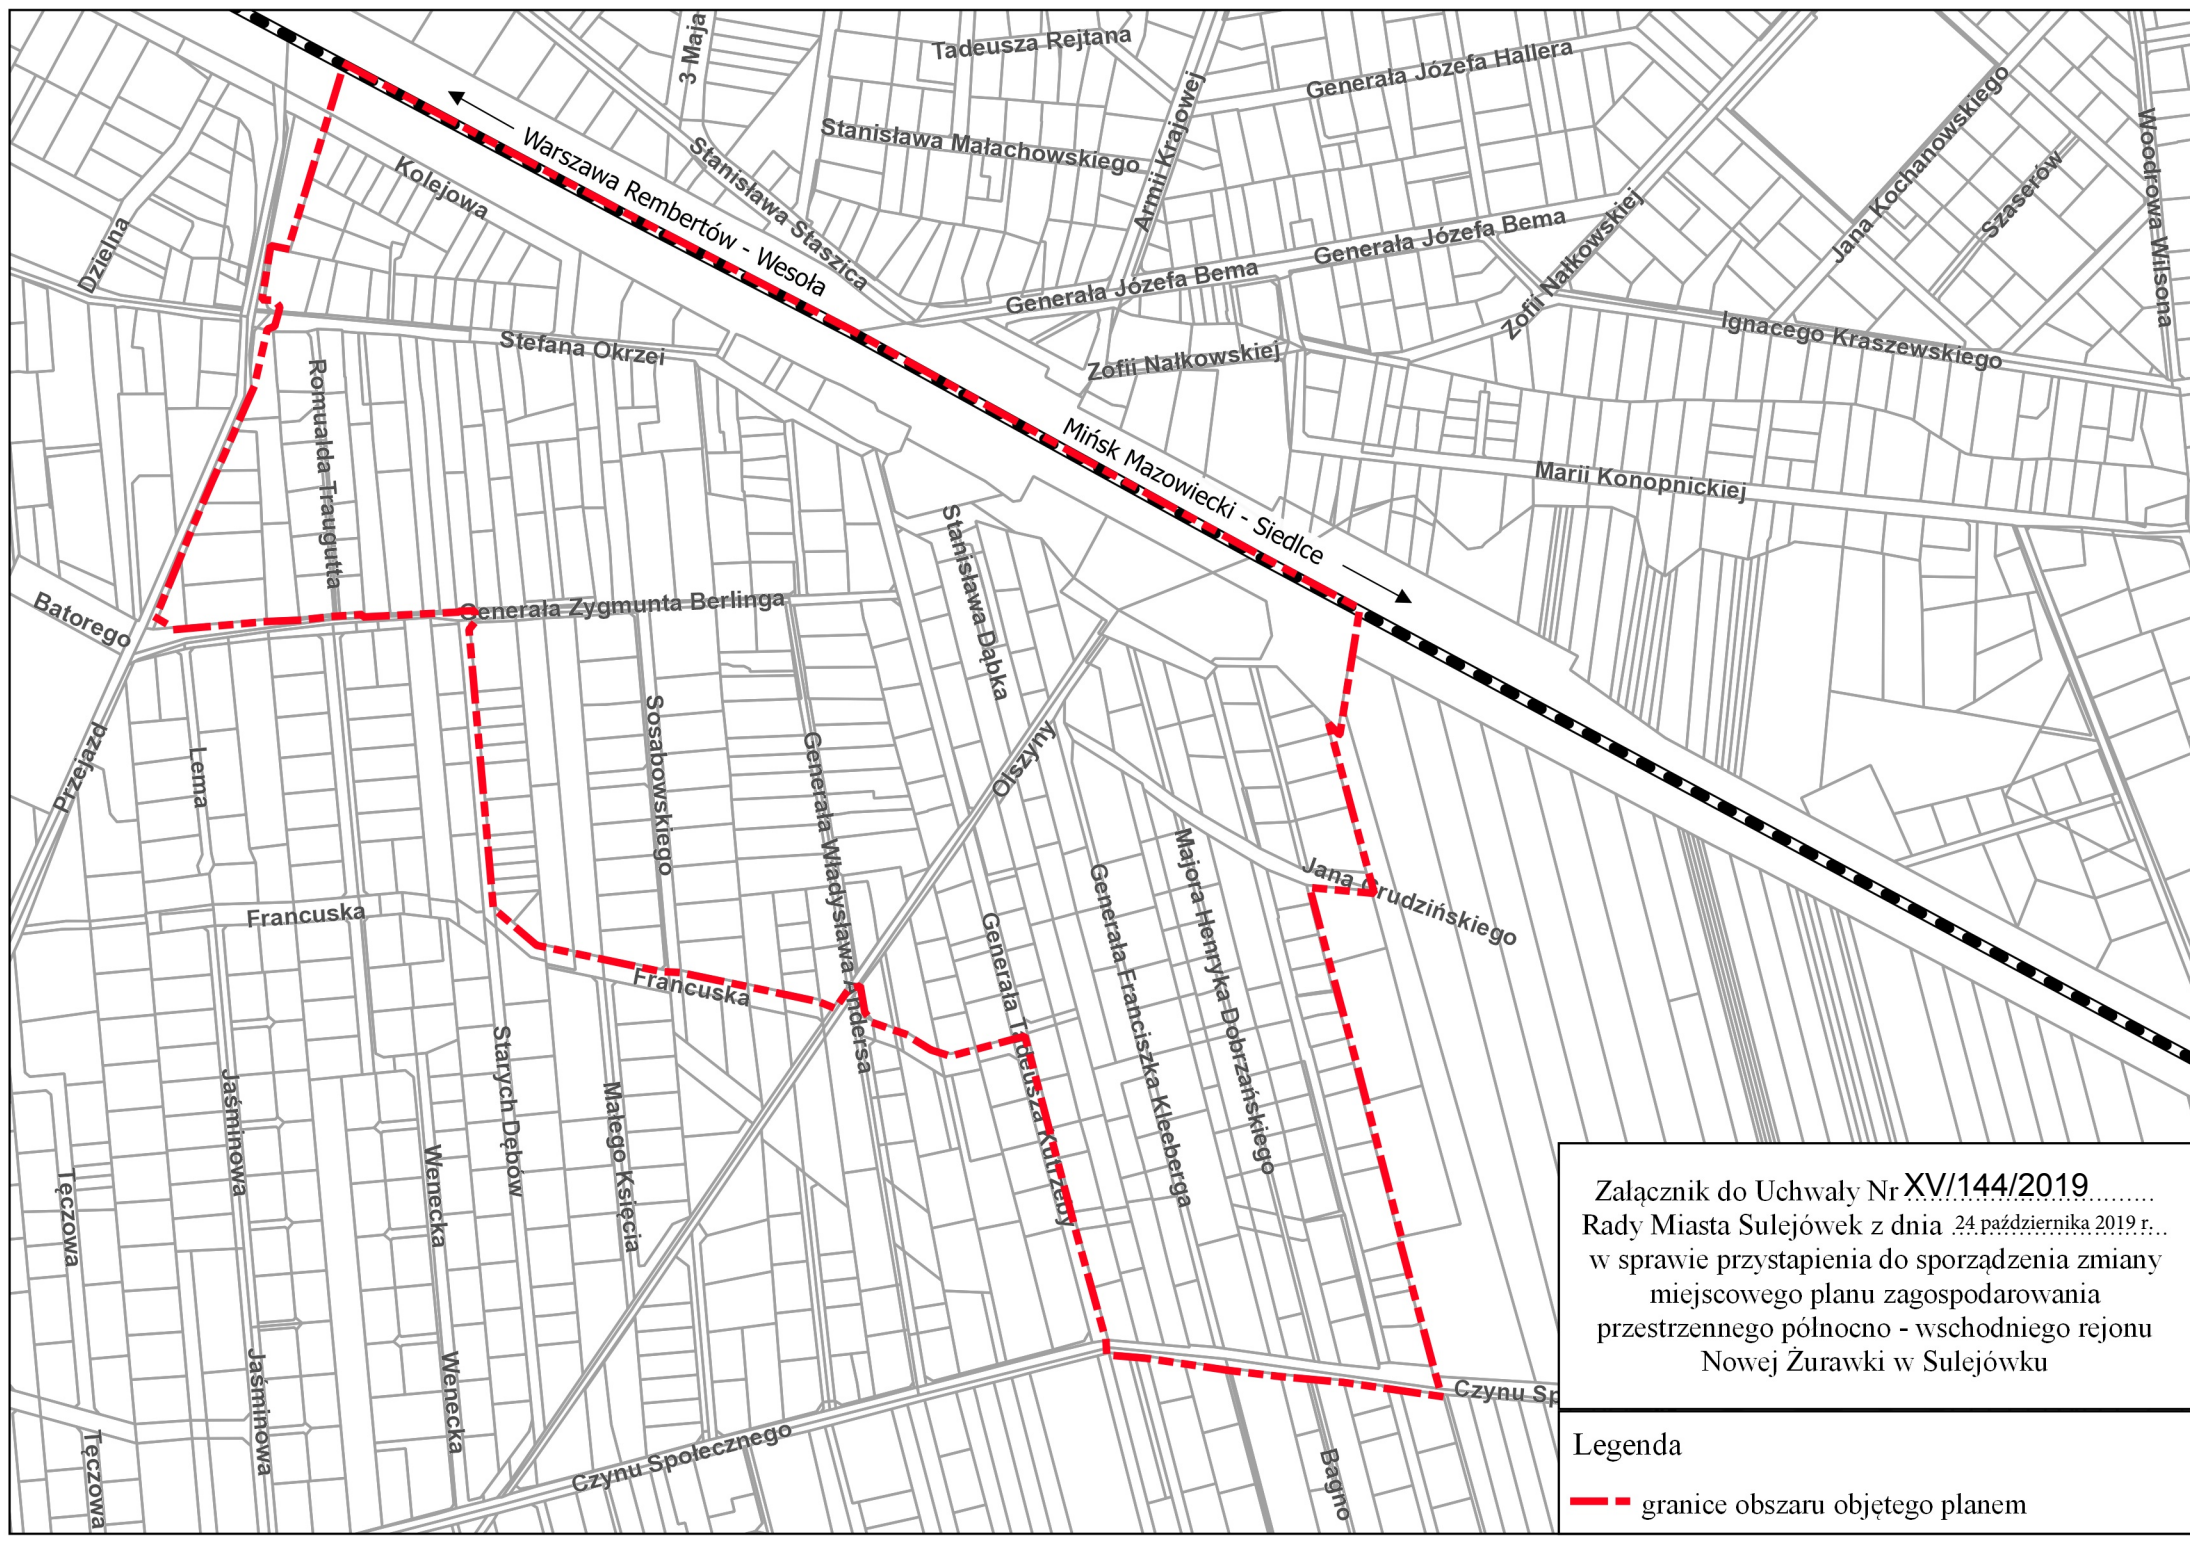 3 Maja
Tadeusza Rejtana
Generała Józefa Hallera
Stanisława Małachowskiego
Armii Krajowej
Jana Kochanowskiego
Szaserów
Woodrowa Wilsona
Warszawa Rembertów - Wesoła
Stanisława Staszica
Kolejowa
Dzielna
Generała Józefa Bema
Generała Józefa Bema
Zofii Nałkowskiej
Zofii Nałkowskiej
Ignacego Kraszewskiego
Stefana Okrzei
Romualda Traugutta
Mińsk Mazowiecki - Siedlce
Marii Konopnickiej
Stanisława Dąbka
Batorego
Generała Zygmunta Berlinga
Przejazd
Lema
Sosabowskiego
Generała Władysława Andersa
Olszyny
Jana Grudzińskiego
Majora Henryka Dobrzańskiego
Generała Franciszka Kleeberga
Generała Tadeusza Kutrzeby
Francuska
Francuska
Starych Dębów
Małego Księcia
Jaśminowa
Wenecka
Tęczowa
Jaśminowa
Wenecka
Tęczowa
Czynu Społecznego
Czynu Sp
Bagno
Załącznik do Uchwały Nr XV/144/2019
Rady Miasta Sulejówek z dnia 24 października 2019 r.
w sprawie przystapienia do sporządzenia zmiany
miejscowego planu zagospodarowania
przestrzennego północno - wschodniego rejonu
Nowej Żurawki w Sulejówku
Legenda
granice obszaru objętego planem